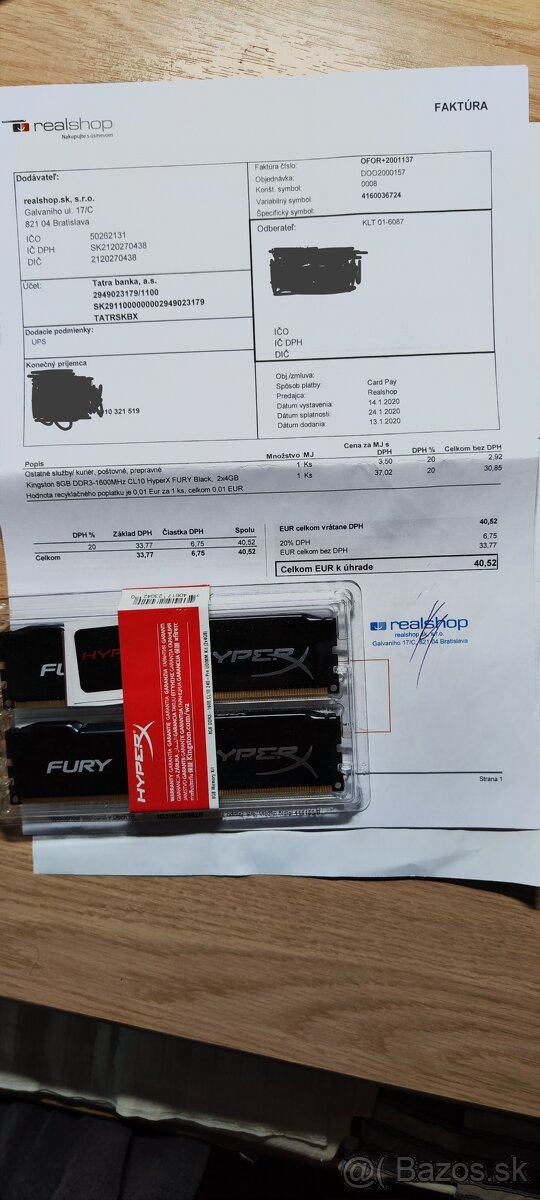 FAKTÚRA
realshop
Nakupujte s úsmevom
Dodávateľ:
realshop.sk, s.r.o.
Galvaniho ul. 17/C
821 04 Bratislava
IČO 50262131
IČ DPH SK2120270438
DIČ 2120270438
Faktúra číslo: OFOR+2001137
Objednávka: DOO2000157
Konšt. symbol: 0008
Variabilný symbol: 4160036724
Špecifický symbol:
Odberateľ: KLT 01-6087
IČO
IČ DPH
DIČ
Účet: Tatra banka, a.s.
2949023179/1100
SK2911000000002949023179
TATRSKBX
Dodacie podmienky:
UPS
Konečný príjemca
10 321 519
Obj./zmluva:
Spôsob platby: Card Pay
Predajca: Realshop
Dátum vystavenia: 14.1.2020
Dátum splatnosti: 24.1.2020
Dátum dodania: 13.1.2020
Popis Množstvo MJ Cena za MJ s DPH DPH % Celkom bez DPH
Ostatné služby/ kuriér, poštovné, prepravné 1 Ks 3,50 20 2,92
Kingston 8GB DDR3-1600MHz CL10 HyperX FURY Black, 2x4GB 1 Ks 37,02 20 30,85
Hodnota recyklačného poplatku je 0,01 Eur za 1 ks, celkom 0,01 EUR
DPH % Základ DPH Čiastka DPH Spolu
20 33,77 6,75 40,52
Celkom 33,77 6,75 40,52
EUR celkom vrátane DPH 40,52
20% DPH 6,75
EUR celkom bez DPH 33,77
Celkom EUR k úhrade 40,52
realshop
realshop.sk, s.r.o.
Galvaniho 17/C, 821 04 Bratislava
Strana 1
FU
HYPERX
FURY
HYPERX
HYPERX
8GB Memory Kit
@( Bazos.sk